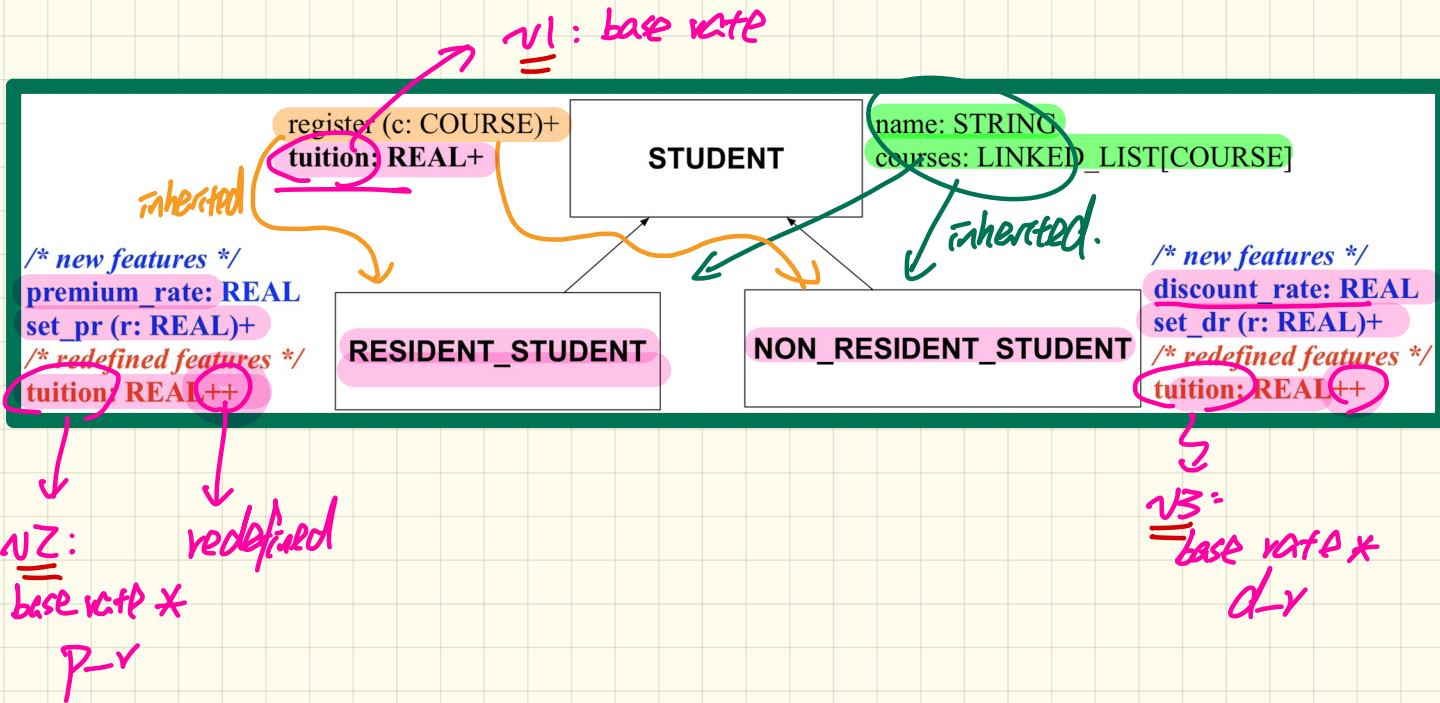 v1: base rate
register (c: COURSE)+
tuition: REAL+
STUDENT
name: STRING
courses: LINKED_LIST[COURSE]
inherited
inherited.
/* new features */
premium_rate: REAL
set_pr (r: REAL)+
/* redefined features */
tuition: REAL++
RESIDENT_STUDENT
NON_RESIDENT_STUDENT
/* new features */
discount_rate: REAL
set_dr (r: REAL)+
/* redefined features */
tuition: REAL++
v2:
base rate *
p_r
redefined
v3:
base rate *
d_r